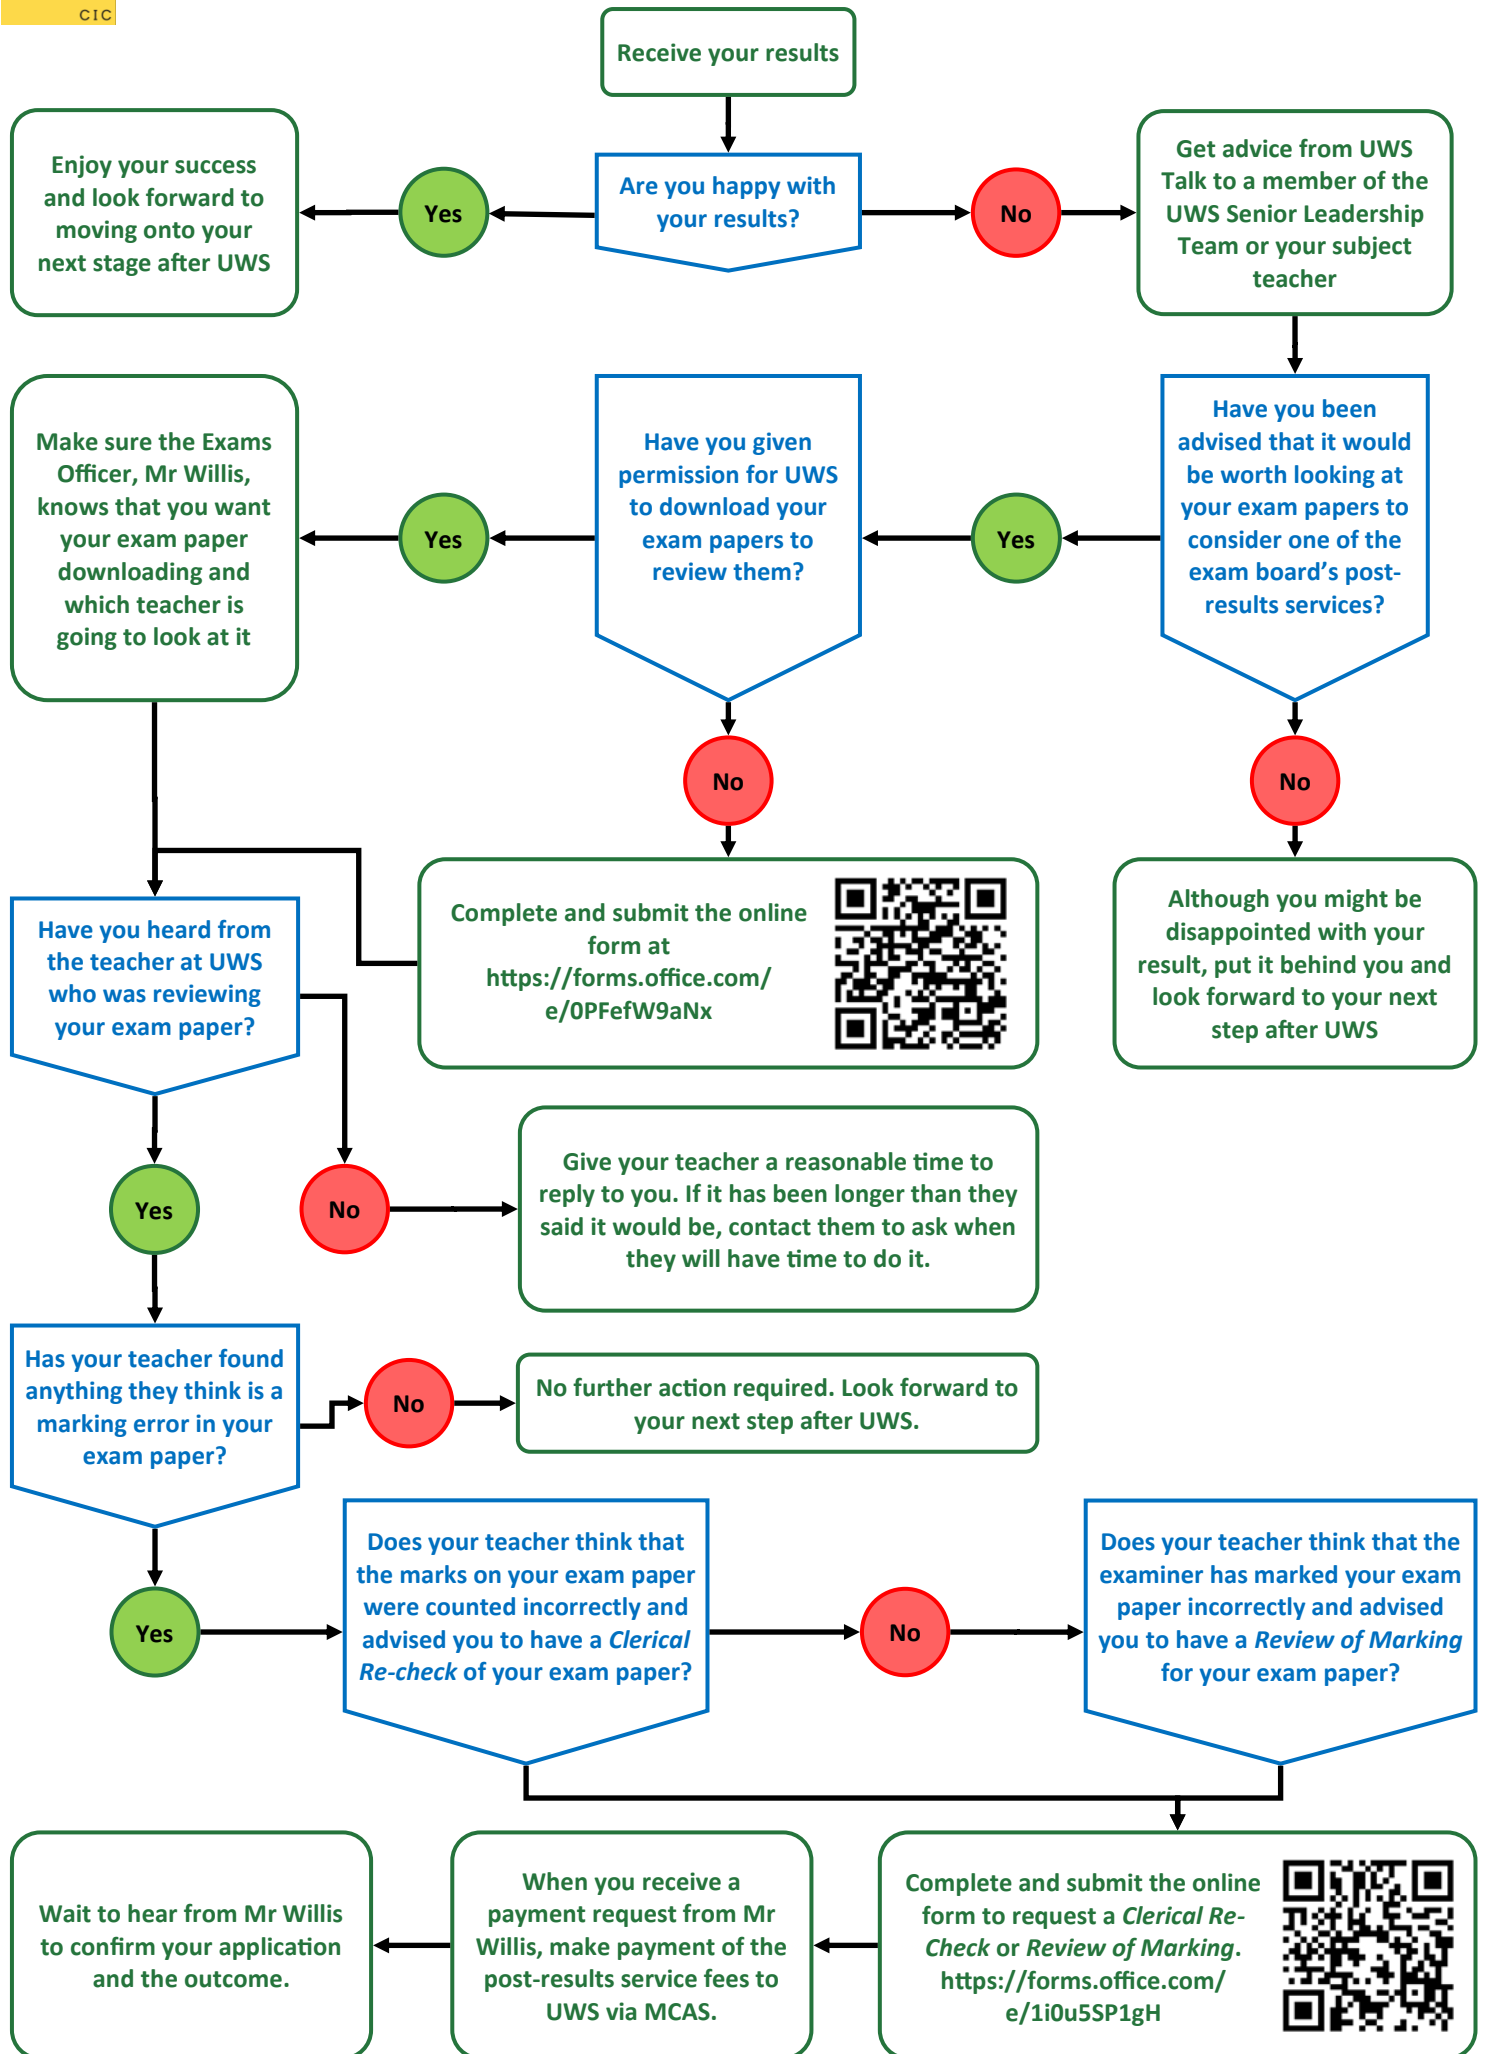 CIC
Receive your results
Enjoy your success
and look forward to
moving onto your
next stage after UWS
Yes
Are you happy with
your results?
No
Get advice from UWS
Talk to a member of the
UWS Senior Leadership
Team or your subject
teacher
Make sure the Exams
Officer, Mr Willis,
knows that you want
your exam paper
downloading and
which teacher is
going to look at it
Yes
Have you given
permission for UWS
to download your
exam papers to
review them?
Yes
Have you been
advised that it would
be worth looking at
your exam papers to
consider one of the
exam board's post-
results services?
No
No
Complete and submit the online
form at
https://forms.office.com/
e/0PFefW9aNx
Although you might be
disappointed with your
result, put it behind you and
look forward to your next
step after UWS
Have you heard from
the teacher at UWS
who was reviewing
your exam paper?
Yes
No
Give your teacher a reasonable time to
reply to you. If it has been longer than they
said it would be, contact them to ask when
they will have time to do it.
Has your teacher found
anything they think is a
marking error in your
exam paper?
No
No further action required. Look forward to
your next step after UWS.
Yes
Does your teacher think that
the marks on your exam paper
were counted incorrectly and
advised you to have a Clerical
Re-check of your exam paper?
No
Does your teacher think that the
examiner has marked your exam
paper incorrectly and advised
you to have a Review of Marking
for your exam paper?
Wait to hear from Mr Willis
to confirm your application
and the outcome.
When you receive a
payment request from Mr
Willis, make payment of the
post-results service fees to
UWS via MCAS.
Complete and submit the online
form to request a Clerical Re-
Check or Review of Marking.
https://forms.office.com/
e/1i0u5SP1gH